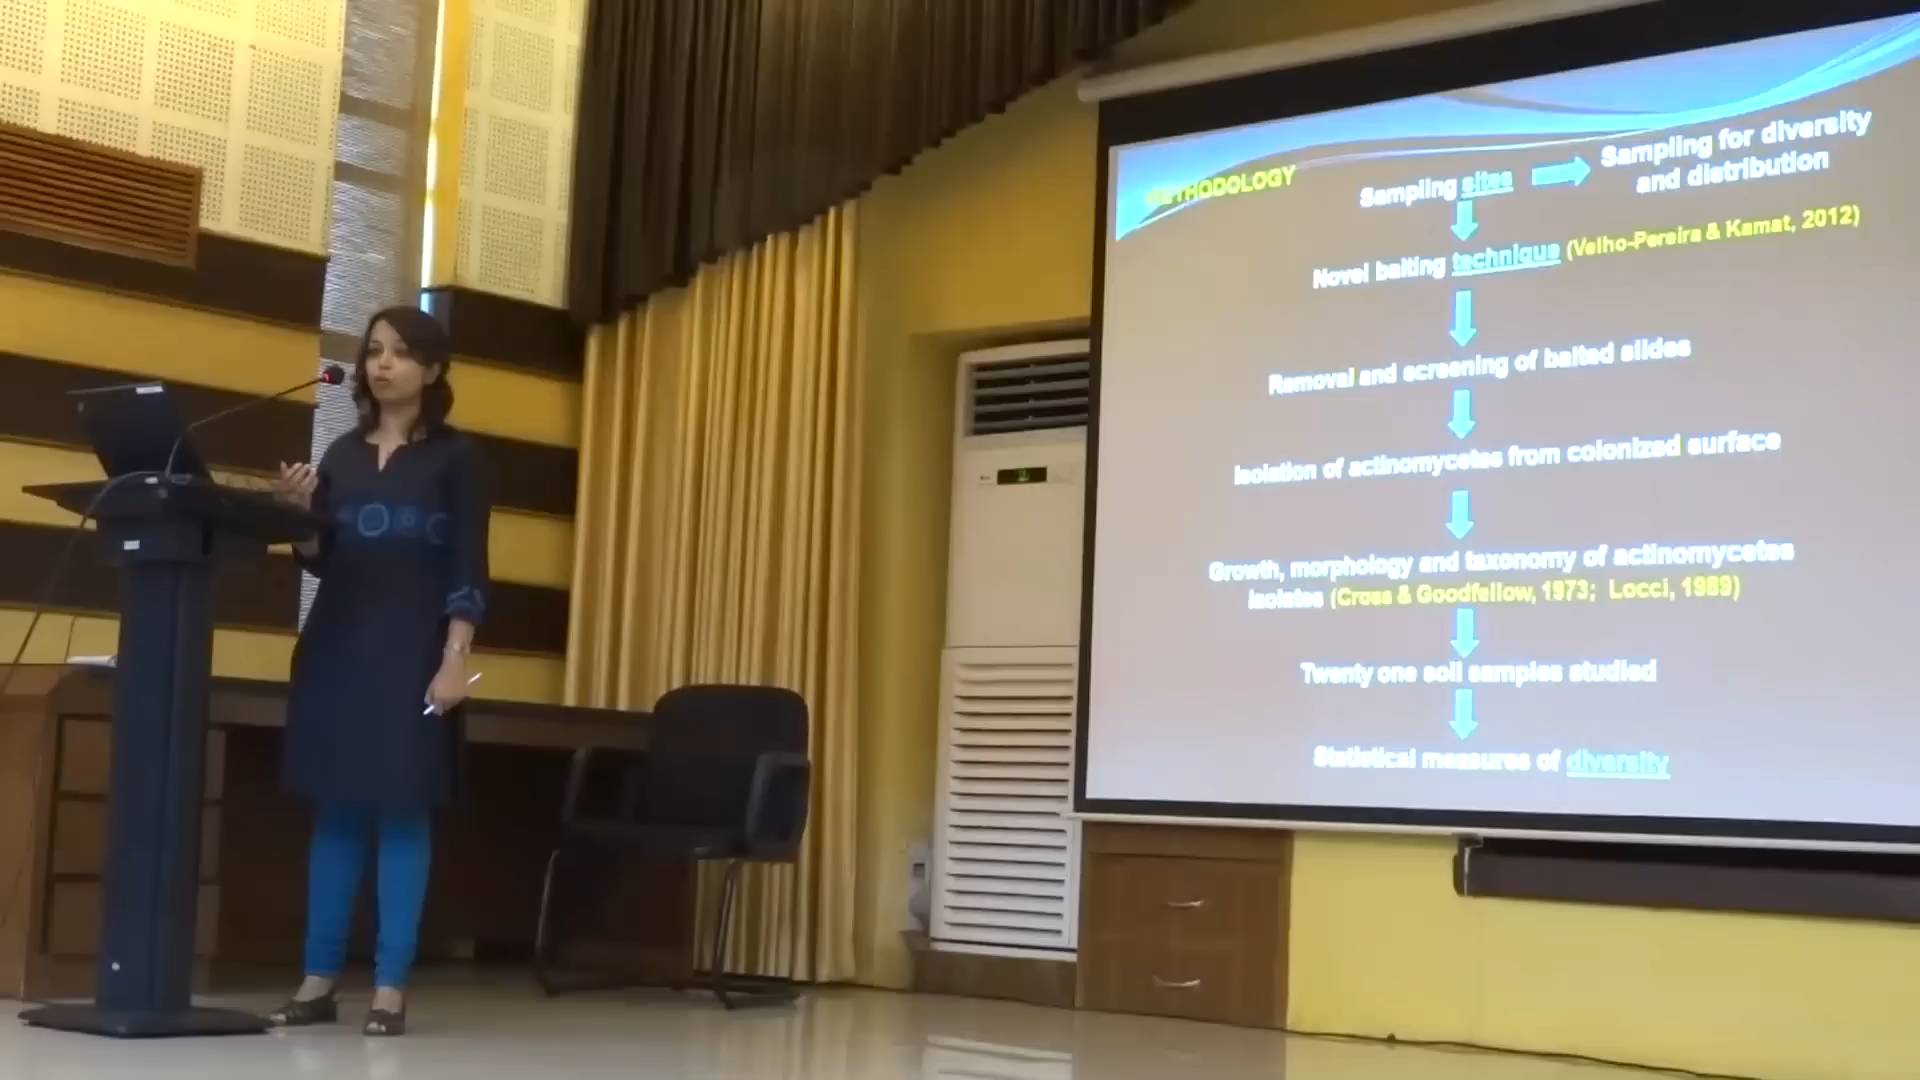 METHODOLOGY
Sampling sites
Sampling for diversity
and distribution
Novel baiting technique (Velho-Pereira & Kamat, 2012)
Removal and screening of baited slides
Isolation of actinomycetes from colonized surface
Growth, morphology and taxonomy of actinomycetes
isolates (Cross & Goodfellow, 1973; Locci, 1989)
Twenty one soil samples studied
Statistical measures of diversity